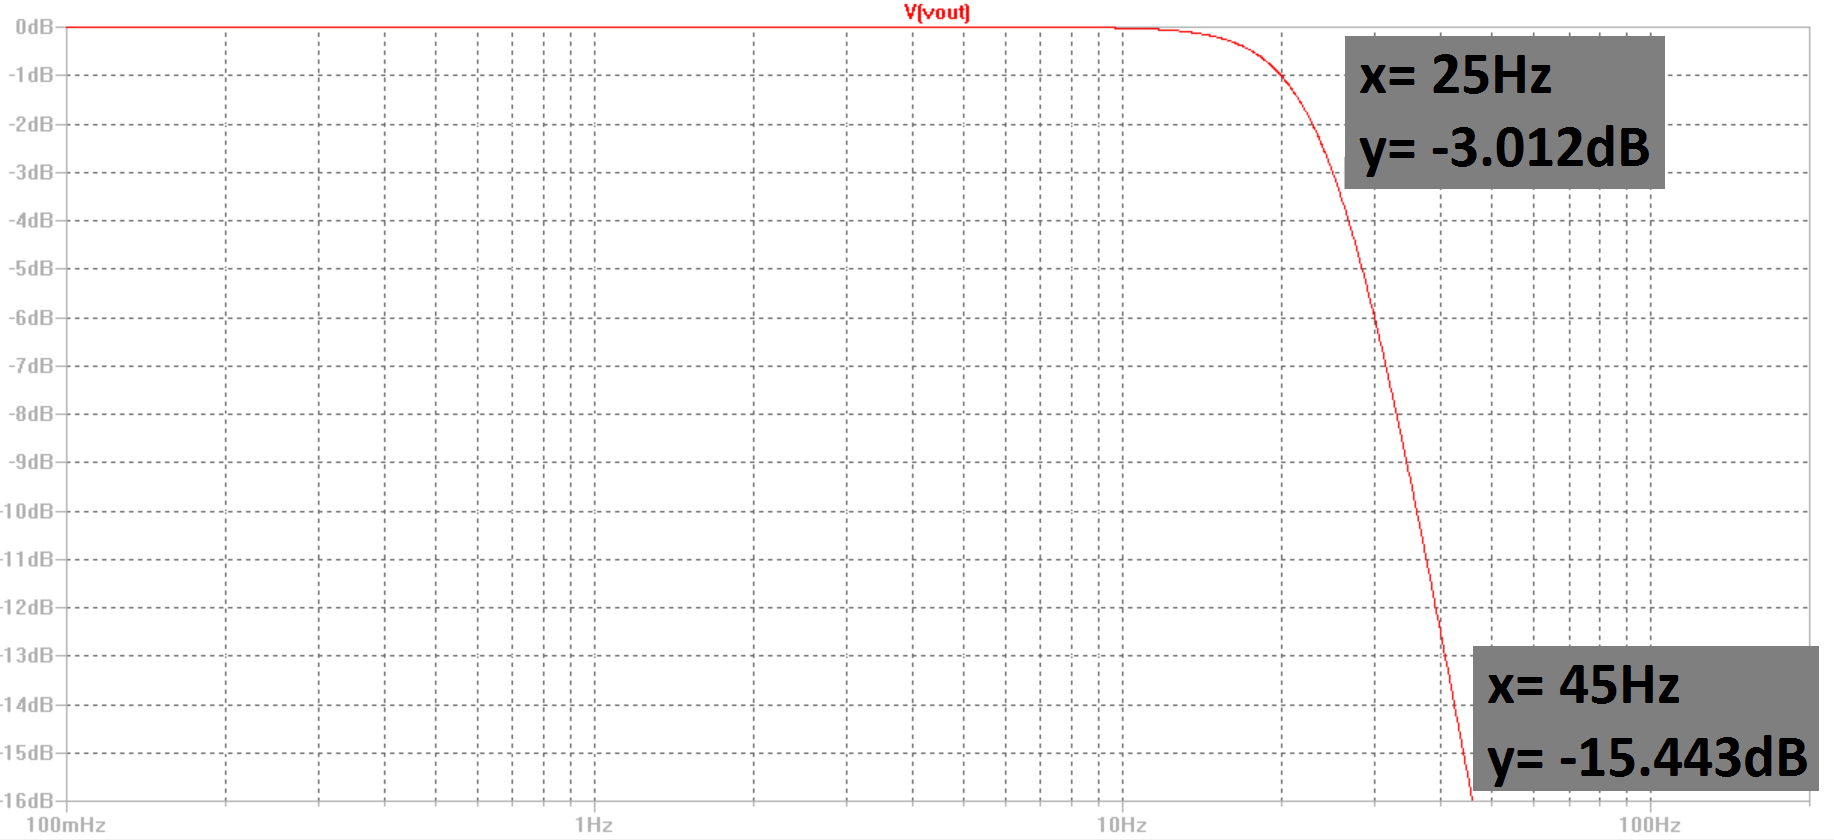 V(vout)
0dB
-1dB
-2dB
-3dB
-4dB
-5dB
-6dB
-7dB
-8dB
-9dB
-10dB
-11dB
-12dB
-13dB
-14dB
-15dB
-16dB
x= 25Hz
y= -3.012dB
x= 45Hz
y= -15.443dB
100mHz
1Hz
10Hz
100Hz